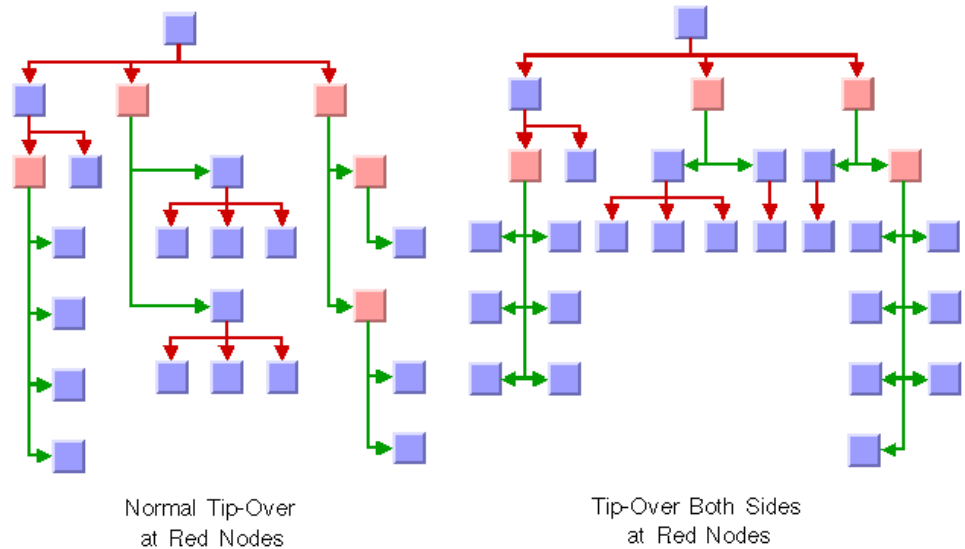 Normal Tip-Over
at Red Nodes
Tip-Over Both Sides
at Red Nodes